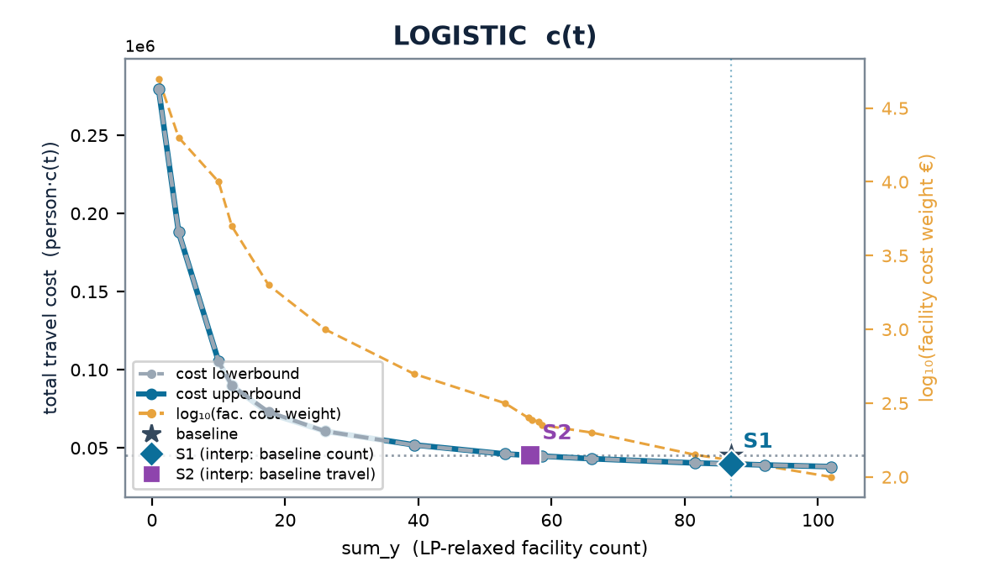 LOGISTIC c(t)
1e6
total travel cost (person·c(t))
0.25
0.20
0.15
0.10
0.05
4.5
4.0
3.5
3.0
2.5
2.0
log₁₀(facility cost weight €)
cost lowerbound
cost upperbound
log₁₀(fac. cost weight)
baseline
S1 (interp: baseline count)
S2 (interp: baseline travel)
S2
S1
0 20 40 60 80 100
sum_y (LP-relaxed facility count)